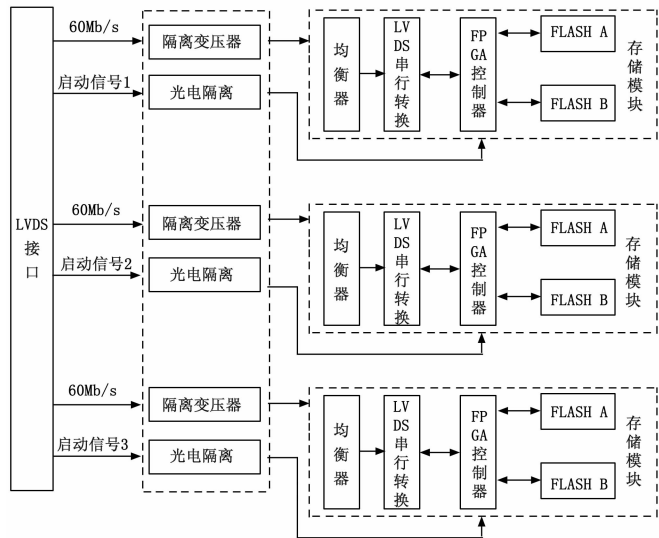 LVDS
接
口
60Mb/s
启动信号1
隔离变压器
光电隔离
均
衡
器
LV
DS
串
行
转
换
FP
GA
控
制
器
FLASH A
FLASH B
存
储
模
块
60Mb/s
启动信号2
隔离变压器
光电隔离
均
衡
器
LV
DS
串
行
转
换
FP
GA
控
制
器
FLASH A
FLASH B
存
储
模
块
60Mb/s
启动信号3
隔离变压器
光电隔离
均
衡
器
LV
DS
串
行
转
换
FP
GA
控
制
器
FLASH A
FLASH B
存
储
模
块